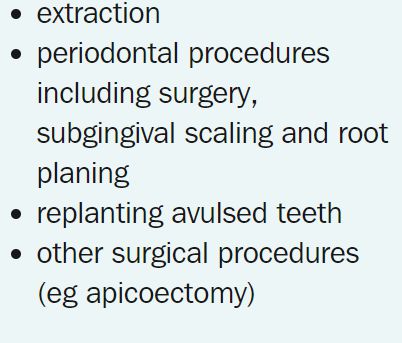 • extraction
• periodontal procedures
including surgery,
subgingival scaling and root
planing
• replanting avulsed teeth
• other surgical procedures
(eg apicoectomy)